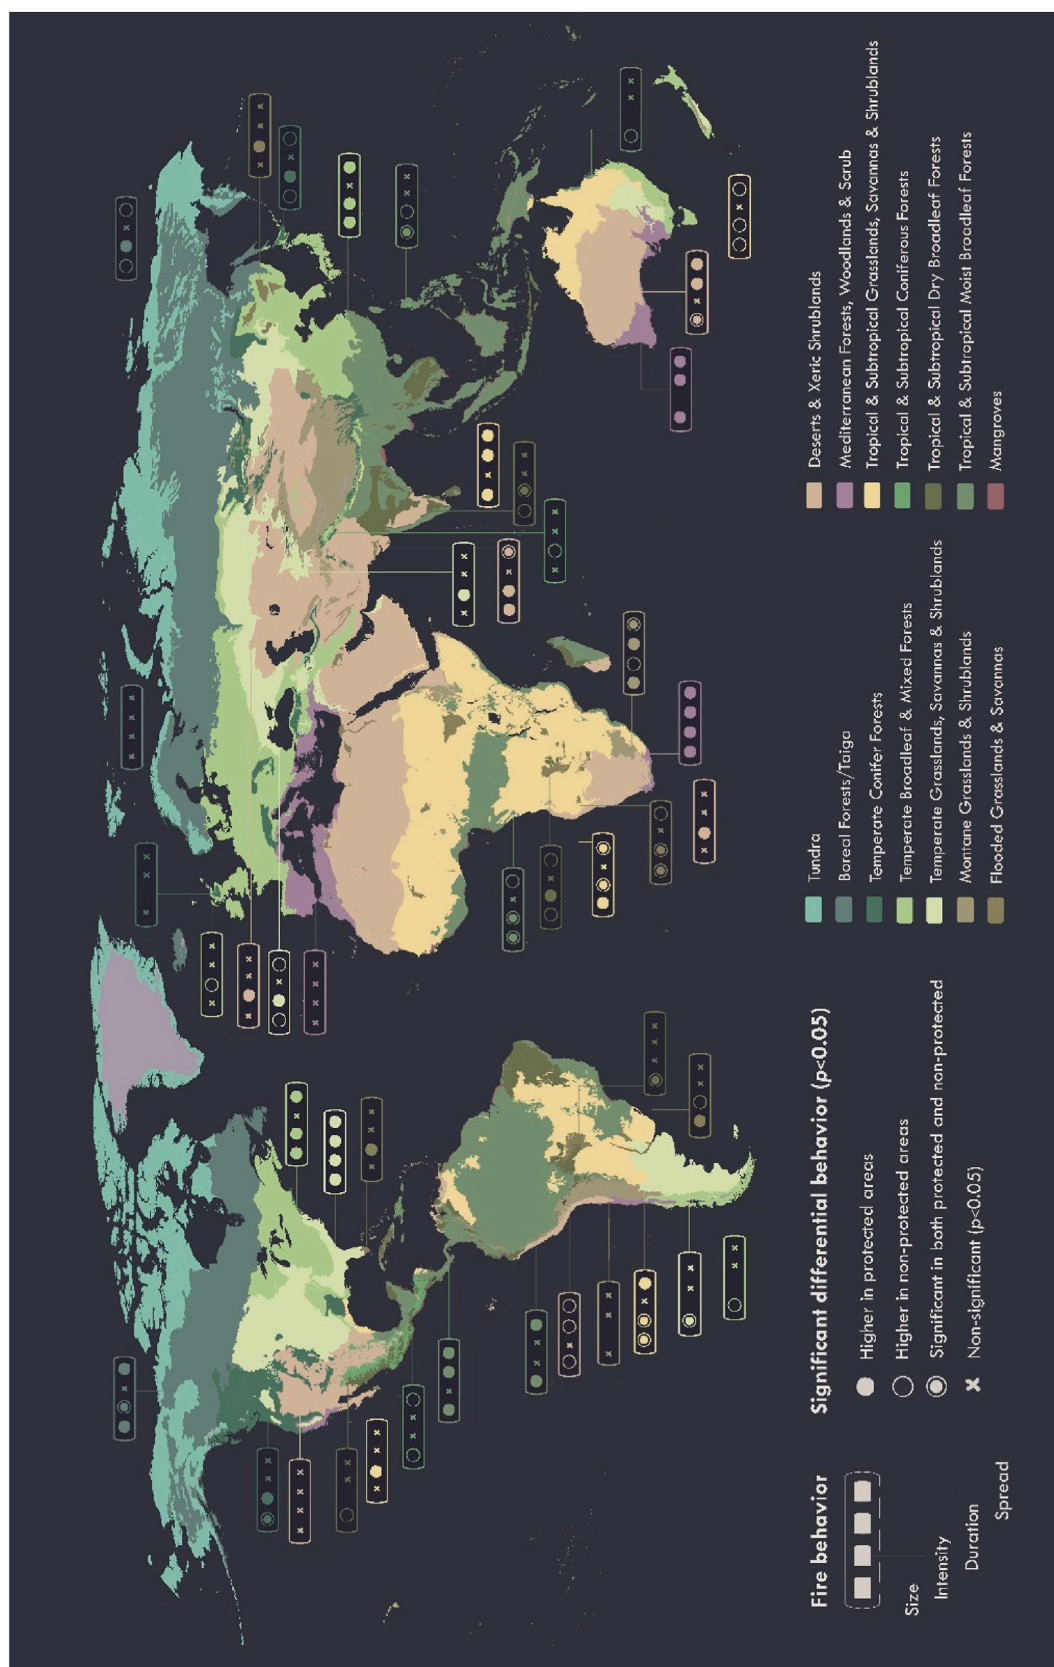 Fire behavior
Size
Intensity
Duration
Spread
Significant differential behavior (p<0.05)
Higher in protected areas
Higher in non-protected areas
Significant in both protected and non-protected
Non-significant (p<0.05)
Tundra
Boreal Forests/Taiga
Temperate Conifer Forests
Temperate Broadleaf & Mixed Forests
Temperate Grasslands, Savannas & Shrublands
Montane Grasslands & Shrublands
Flooded Grasslands & Savannas
Deserts & Xeric Shrublands
Mediterranean Forests, Woodlands & Scrub
Tropical & Subtropical Grasslands, Savannas & Shrublands
Tropical & Subtropical Coniferous Forests
Tropical & Subtropical Dry Broadleaf Forests
Tropical & Subtropical Moist Broadleaf Forests
Mangroves